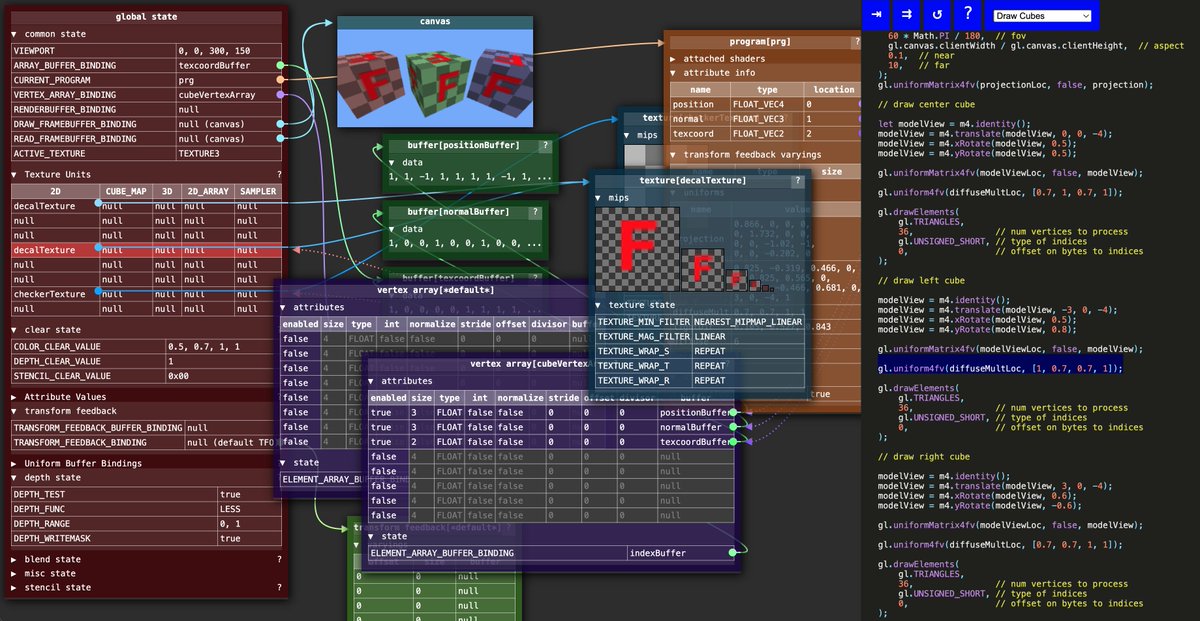 global state
▼ common state
VIEWPORT 0, 0, 300, 150
ARRAY_BUFFER_BINDING texcoordBuffer
CURRENT_PROGRAM prg
VERTEX_ARRAY_BINDING cubeVertexArray
RENDERBUFFER_BINDING null
DRAW_FRAMEBUFFER_BINDING null (canvas)
READ_FRAMEBUFFER_BINDING null (canvas)
ACTIVE_TEXTURE TEXTURE3
▼ Texture Units ?
2D CUBE_MAP 3D 2D_ARRAY SAMPLER
decalTexture null null null null
null null null null null
null null null null null
decalTexture null null null null
null null null null null
null null null null null
checkerTexture null null null null
null null null null null
▼ clear state
COLOR_CLEAR_VALUE 0.5, 0.7, 1, 1
DEPTH_CLEAR_VALUE 1
STENCIL_CLEAR_VALUE 0x00
▶ Attribute Values
▼ transform feedback
TRANSFORM_FEEDBACK_BUFFER_BINDING null
TRANSFORM_FEEDBACK_BINDING null (default TFO
▶ Uniform Buffer Bindings
▼ depth state
DEPTH_TEST true
DEPTH_FUNC LESS
DEPTH_RANGE 0, 1
DEPTH_WRITEMASK true
▶ blend state ?
▶ misc state
▶ stencil state ?
canvas
F F F
buffer[positionBuffer] ?
▼ data
1, 1, -1, 1, 1, 1, 1, -1, 1, ...
buffer[normalBuffer] ?
▼ data
1, 0, 0, 1, 0, 0, 1, 0, 0, ...
buffer[texcoordBuffer] ?
vertex array[*default*]
▼ attributes
enabled size type int normalize stride offset divisor
false 4 FLOAT false false 0 0 0
false 4
false 4
false 4
false 4
false 4
false 4
false 4
▼ state
vertex array[cubeVertexA
▼ attributes
enabled size type int normalize stride offset divisor buffer
true 3 FLOAT false false 0 0 0 positionBuffer
true 3 FLOAT false false 0 0 0 normalBuffer
true 2 FLOAT false false 0 0 0 texcoordBuffer
false 4 FLOAT false false 0 0 0 null
false 4 FLOAT false false 0 0 0 null
false 4 FLOAT false false 0 0 0 null
false 4 FLOAT false false 0 0 0 null
false 4 FLOAT false false 0 0 0 null
▼ state
ELEMENT_ARRAY_BUFFER_BINDING indexBuffer
transform feedback[*default*] ?
offset size buffer
0 0 null
0 0 null
0 0 null
0 0 null
program[prg] ?
▶ attached shaders
▼ attribute info
name type location
position FLOAT_VEC4 0
normal FLOAT_VEC3 1
texcoord FLOAT_VEC2 2
▼ transform feedback varyings
name type size
▼ mips
texture[decalTexture] ?
▼ mips
F F F
▼ texture state
TEXTURE_MIN_FILTER NEAREST_MIPMAP_LINEAR
TEXTURE_MAG_FILTER LINEAR
TEXTURE_WRAP_S REPEAT
TEXTURE_WRAP_T REPEAT
TEXTURE_WRAP_R REPEAT
?
Draw Cubes
60 * Math.PI / 180, // fov
gl.canvas.clientWidth / gl.canvas.clientHeight, // aspect
0.1, // near
10, // far
);
gl.uniformMatrix4fv(projectionLoc, false, projection);
// draw center cube
let modelView = m4.identity();
modelView = m4.translate(modelView, 0, 0, -4);
modelView = m4.xRotate(modelView, 0.5);
modelView = m4.yRotate(modelView, 0.5);
gl.uniformMatrix4fv(modelViewLoc, false, modelView);
gl.uniform4fv(diffuseMultLoc, [0.7, 1, 0.7, 1]);
gl.drawElements(
gl.TRIANGLES,
36, // num vertices to process
gl.UNSIGNED_SHORT, // type of indices
0, // offset on bytes to indices
);
// draw left cube
modelView = m4.identity();
modelView = m4.translate(modelView, -3, 0, -4);
modelView = m4.xRotate(modelView, 0.5);
modelView = m4.yRotate(modelView, 0.8);
gl.uniformMatrix4fv(modelViewLoc, false, modelView);
gl.uniform4fv(diffuseMultLoc, [1, 0.7, 0.7, 1]);
gl.drawElements(
gl.TRIANGLES,
36, // num vertices to process
gl.UNSIGNED_SHORT, // type of indices
0, // offset on bytes to indices
);
// draw right cube
modelView = m4.identity();
modelView = m4.translate(modelView, 3, 0, -4);
modelView = m4.xRotate(modelView, 0.6);
modelView = m4.yRotate(modelView, -0.6);
gl.uniformMatrix4fv(modelViewLoc, false, modelView);
gl.uniform4fv(diffuseMultLoc, [0.7, 0.7, 1, 1]);
gl.drawElements(
gl.TRIANGLES,
36, // num vertices to process
gl.UNSIGNED_SHORT, // type of indices
0, // offset on bytes to indices
);